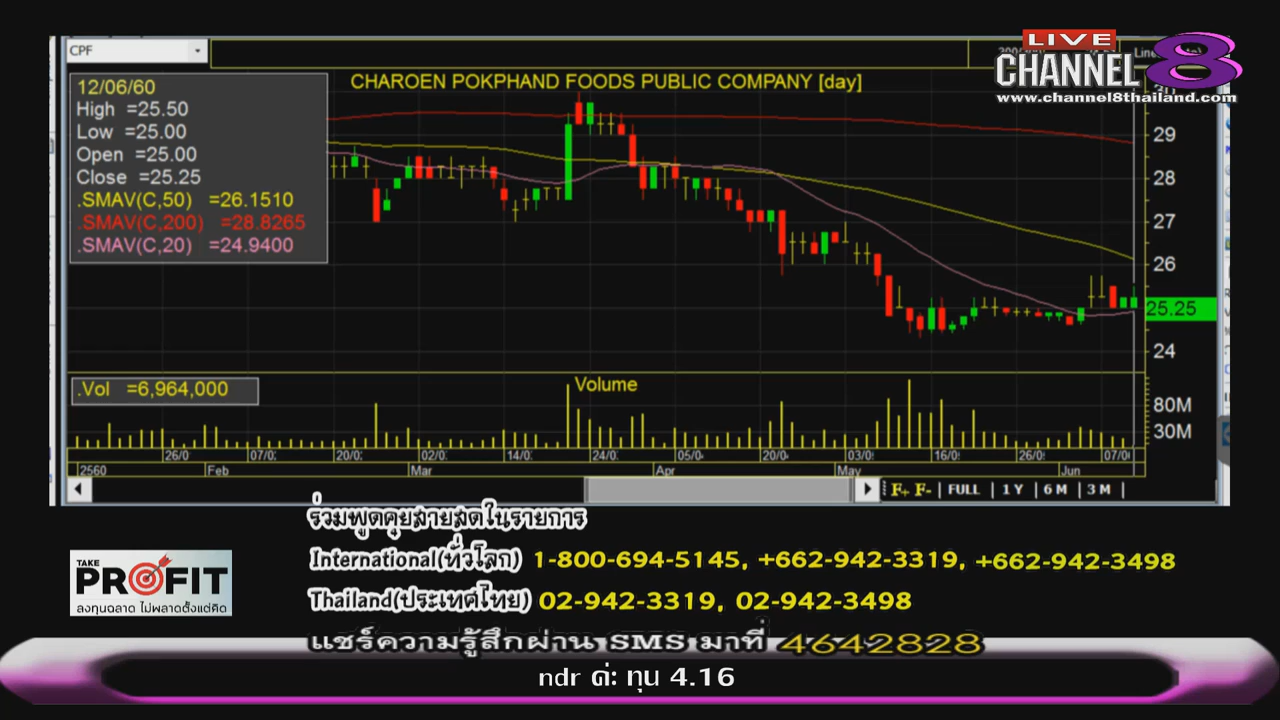 CPF
LIVE
CHANNEL 8
www.channel8thailand.com
CHAROEN POKPHAND FOODS PUBLIC COMPANY [day]
12/06/60
High =25.50
Low =25.00
Open =25.00
Close =25.25
.SMAV(C,50) =26.1510
.SMAV(C,200) =28.8265
.SMAV(C,20) =24.9400
29
28
27
26
25.25
24
.Vol =6,964,000
Volume
80M
30M
26/0 07/0 20/0 02/0 14/0 24/0 05/0 20/0 03/0 16/0 26/0 07/0
2560 Feb Mar Apr May Jun
F+ F- FULL 1 Y 6 M 3 M
ร่วมพูดคุยสายสดในรายการ
International(ทั่วโลก) 1-800-694-5145, +662-942-3319, +662-942-3498
Thailand(ประเทศไทย) 02-942-3319, 02-942-3498
แชร์ความรู้สึกผ่าน SMS มาที่ 4642828
TAKE
PROFIT
ลงทุนฉลาด ไม่พลาดตั้งแต่คิด
ndr ค่ะ ทุน 4.16